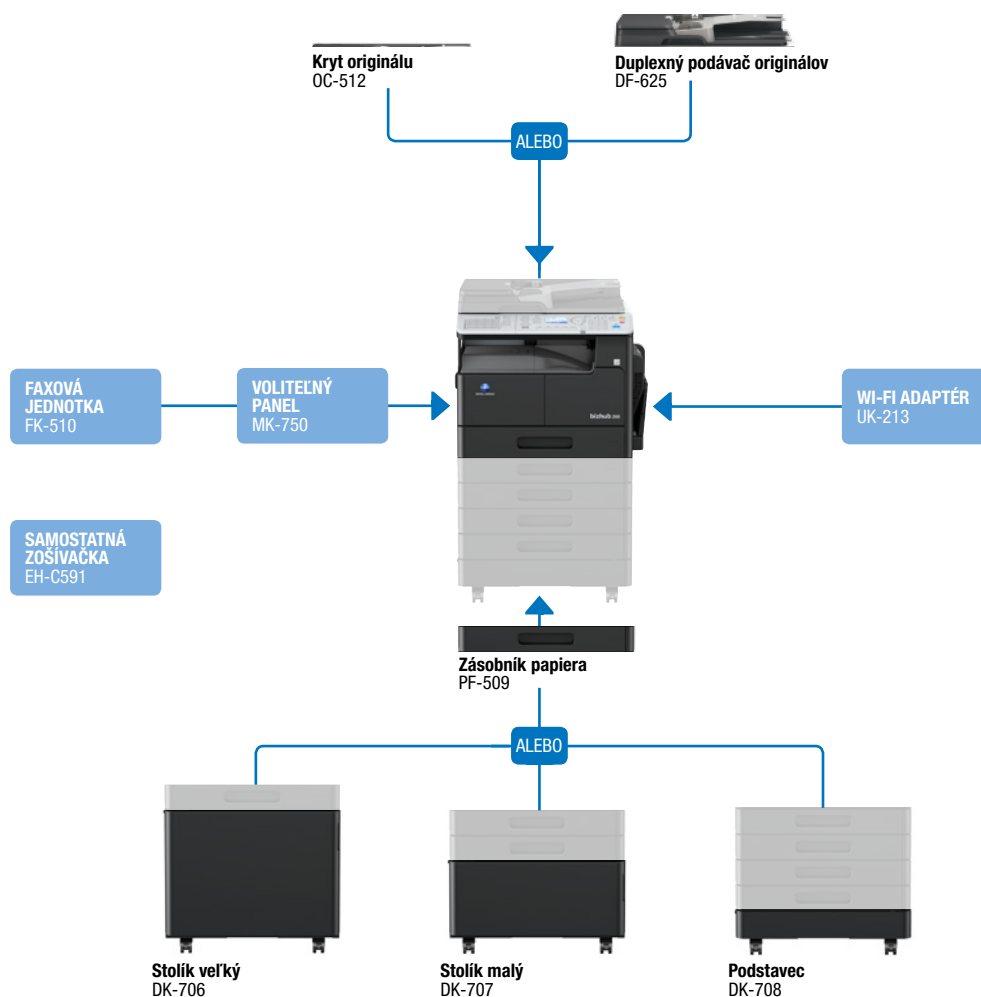 Kryt originálu
OC-512
Duplexný podávač originálov
DF-625
ALEBO
FAXOVÁ
JEDNOTKA
FK-510
VOLITEĽNÝ
PANEL
MK-750
WI-FI ADAPTÉR
UK-213
bizhub
SAMOSTATNÁ
ZOŠÍVAČKA
EH-C591
Zásobník papiera
PF-509
ALEBO
Stolík veľký
DK-706
Stolík malý
DK-707
Podstavec
DK-708